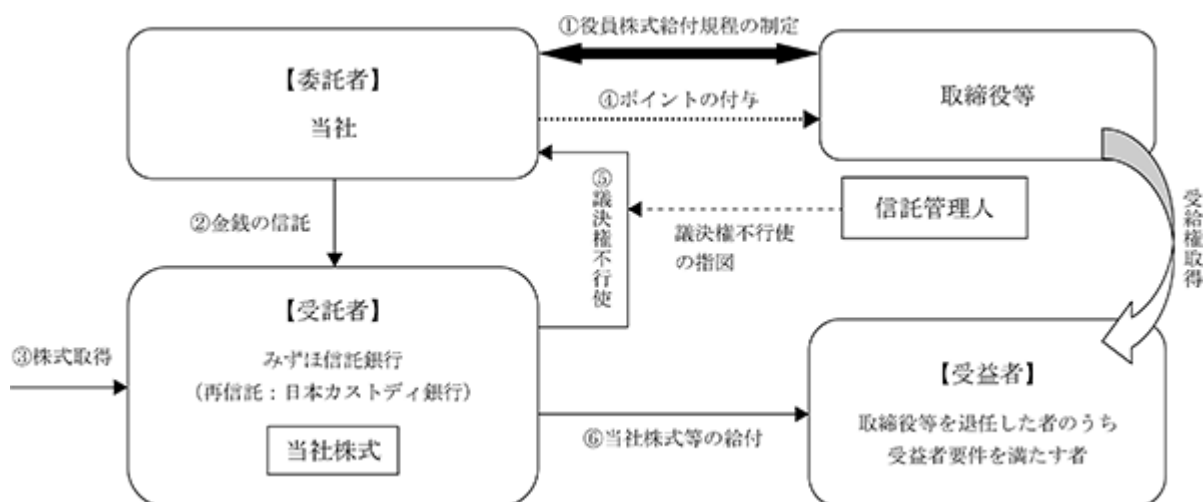 ①役員株式給付規程の制定
【委託者】
当社
④ポイントの付与
取締役等
②金銭の信託
⑤議決権不行使
議決権不行使
の指図
信託管理人
受給権取得
③株式取得
【受託者】
みずほ信託銀行
（再信託：日本カストディ銀行）
当社株式
⑥当社株式等の給付
【受益者】
取締役等を退任した者のうち
受益者要件を満たす者